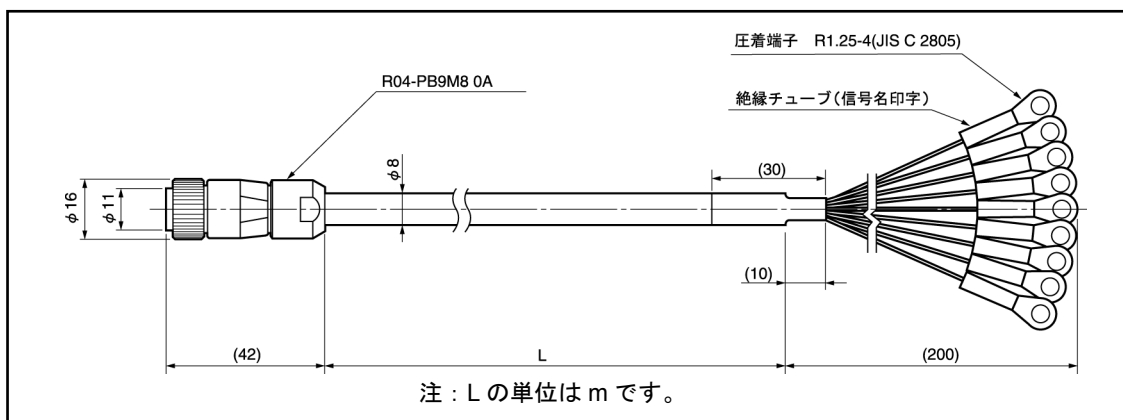 圧着端子 R1.25-4(JIS C 2805)
R04-PB9M8 0A
絶縁チューブ(信号名印字)
φ16
φ11
φ8
(30)
(10)
(42)
L
(200)
注：L の単位は m です。